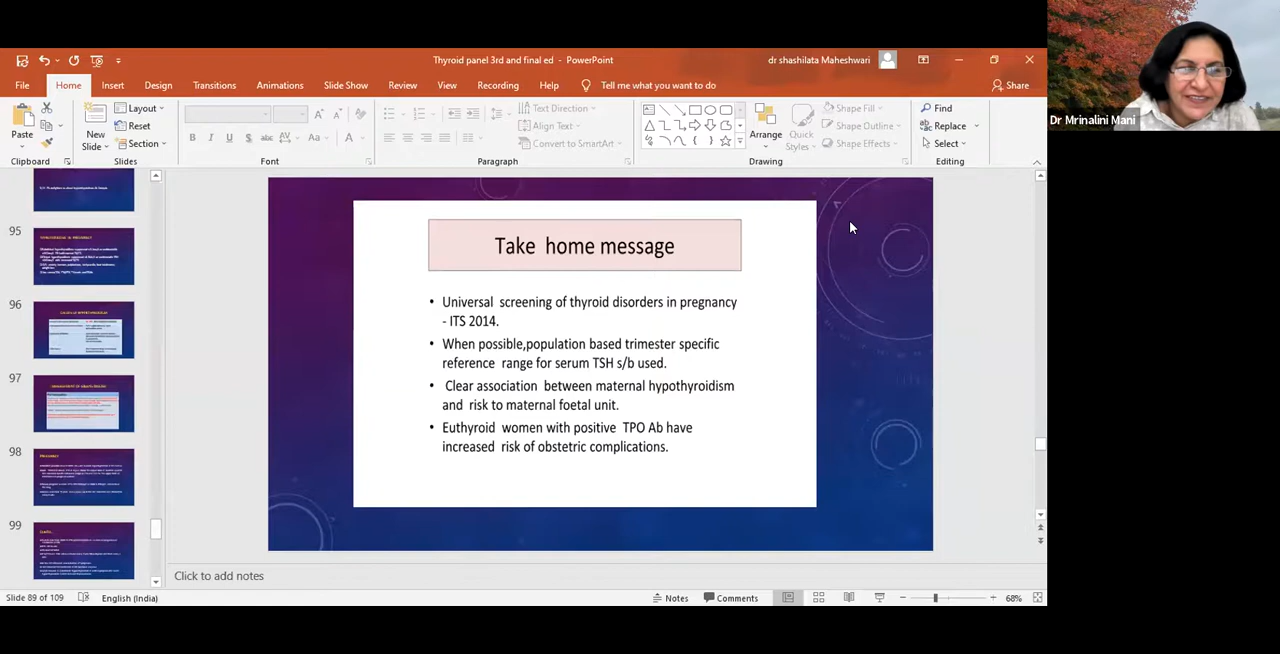 Thyroid panel 3rd and final ed - PowerPoint
dr shashilata Maheshwari
File Home Insert Design Transitions Animations Slide Show Review View Recording Tell me what you want to do
Share
Paste
Clipboard
New
Slide
Layout
Reset
Section
Slides
B I U S abc AV Aa A
Font
Text Direction
Align Text
Convert to SmartArt
Paragraph
Arrange
Quick
Styles
Shape Fill
Shape Outline
Shape Effects
Drawing
Find
Replace
Select
Editing
Dr Mrinalini Mani
95
96
97
98
99
Take home message
• Universal screening of thyroid disorders in pregnancy
- ITS 2014.
• When possible,population based trimester specific
reference range for serum TSH s/b used.
• Clear association between maternal hypothyroidism
and risk to maternal foetal unit.
• Euthyroid women with positive TPO Ab have
increased risk of obstetric complications.
Click to add notes
Slide 89 of 109
English (India)
Notes
Comments
68%